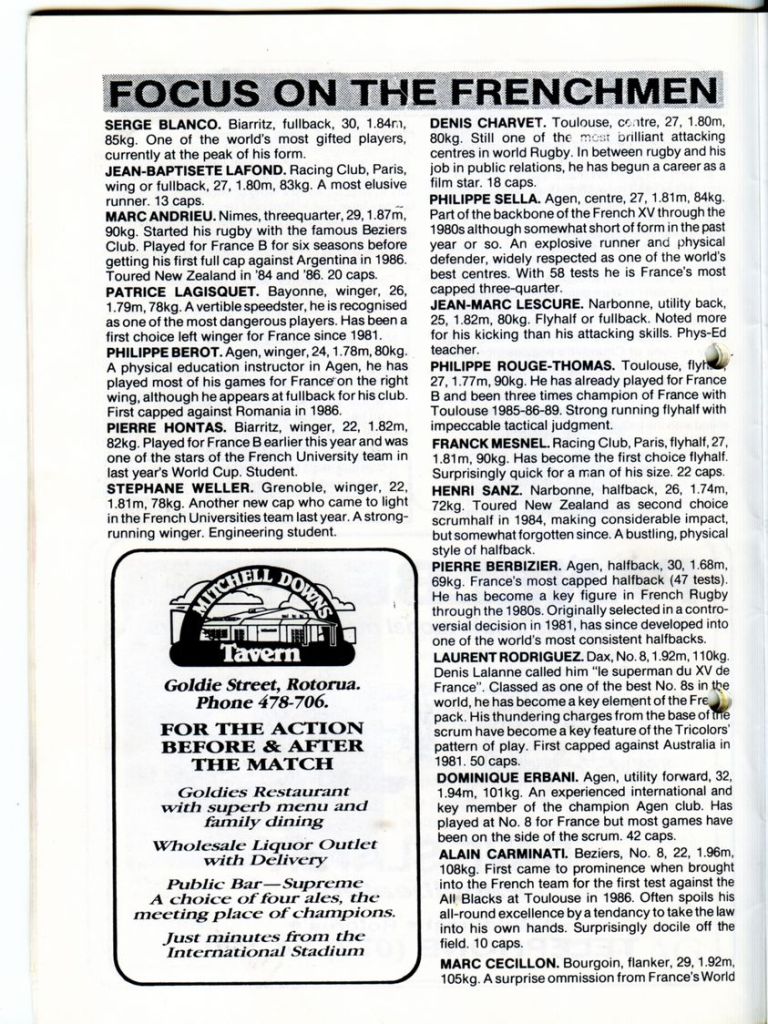 FOCUS ON THE FRENCHMEN
SERGE BLANCO. Biarritz, fullback, 30, 1.84m,
85kg. One of the world's most gifted players,
currently at the peak of his form.
JEAN-BAPTISETE LAFOND. Racing Club, Paris,
wing or fullback, 27, 1.80m, 83kg. A most elusive
runner. 13 caps.
MARC ANDRIEU. Nimes, threequarter, 29, 1.87m,
90kg. Started his rugby with the famous Beziers
Club. Played for France B for six seasons before
getting his first full cap against Argentina in 1986.
Toured New Zealand in '84 and '86. 20 caps.
PATRICE LAGISQUET. Bayonne, winger, 26,
1.79m, 78kg. A vertible speedster, he is recognised
as one of the most dangerous players. Has been a
first choice left winger for France since 1981.
PHILIPPE BEROT. Agen, winger, 24, 1.78m, 80kg.
A physical education instructor in Agen, he has
played most of his games for France on the right
wing, although he appears at fullback for his club.
First capped against Romania in 1986.
PIERRE HONTAS. Biarritz, winger, 22, 1.82m,
82kg. Played for France B earlier this year and was
one of the stars of the French University team in
last year's World Cup. Student.
STEPHANE WELLER. Grenoble, winger, 22,
1.81m, 78kg. Another new cap who came to light
in the French Universities team last year. A strong-
running winger. Engineering student.
MITCHELL DOWNS
Tavern
Goldie Street, Rotorua.
Phone 478-706.
FOR THE ACTION
BEFORE & AFTER
THE MATCH
Goldies Restaurant
with superb menu and
family dining
Wholesale Liquor Outlet
with Delivery
Public Bar—Supreme
A choice of four ales, the
meeting place of champions.
Just minutes from the
International Stadium
DENIS CHARVET. Toulouse, centre, 27, 1.80m,
80kg. Still one of the most brilliant attacking
centres in world Rugby. In between rugby and his
job in public relations, he has begun a career as a
film star. 18 caps.
PHILIPPE SELLA. Agen, centre, 27, 1.81m, 84kg.
Part of the backbone of the French XV through the
1980s although somewhat short of form in the past
year or so. An explosive runner and physical
defender, widely respected as one of the world's
best centres. With 58 tests he is France's most
capped three-quarter.
JEAN-MARC LESCURE. Narbonne, utility back,
25, 1.82m, 80kg. Flyhalf or fullback. Noted more
for his kicking than his attacking skills. Phys-Ed
teacher.
PHILIPPE ROUGE-THOMAS. Toulouse,
27, 1.77m, 90kg. He has already played for France
B and been three times champion of France with
Toulouse 1985-86-89. Strong running flyhalf with
impeccable tactical judgment.
FRANCK MESNEL. Racing Club, Paris, flyhalf, 27,
1.81m, 90kg. Has become the first choice flyhalf.
Surprisingly quick for a man of his size. 22 caps.
HENRI SANZ. Narbonne, halfback, 26, 1.74m,
72kg. Toured New Zealand as second choice
scrumhalf in 1984, making considerable impact,
but somewhat forgotten since. A bustling, physical
style of halfback.
PIERRE BERBIZIER. Agen, halfback, 30, 1.68m,
69kg. France's most capped halfback (47 tests).
He has become a key figure in French Rugby
through the 1980s. Originally selected in a contro-
versial decision in 1981, has since developed into
one of the world's most consistent halfbacks.
LAURENT RODRIGUEZ. Dax, No. 8, 1.92m, 110kg.
Denis Lalanne called him "le superman du XV de
France". Classed as one of the best No. 8s in the
world, he has become a key element of the
pack. His thundering charges from the base of the
scrum have become a key feature of the Tricolors'
pattern of play. First capped against Australia in
1981. 50 caps.
DOMINIQUE ERBANI. Agen, utility forward, 32,
1.94m, 101kg. An experienced international and
key member of the champion Agen club. Has
played at No. 8 for France but most games have
been on the side of the scrum. 42 caps.
ALAIN CARMINATI. Beziers, No. 8, 22, 1.96m,
108kg. First came to prominence when brought
into the French team for the first test against the
All Blacks at Toulouse in 1986. Often spoils his
all-round excellence by a tendency to take the law
into his own hands. Surprisingly docile off the
field. 10 caps.
MARC CECILLON. Bourgoin, flanker, 29, 1.92m,
105kg. A surprise ommission from France's World